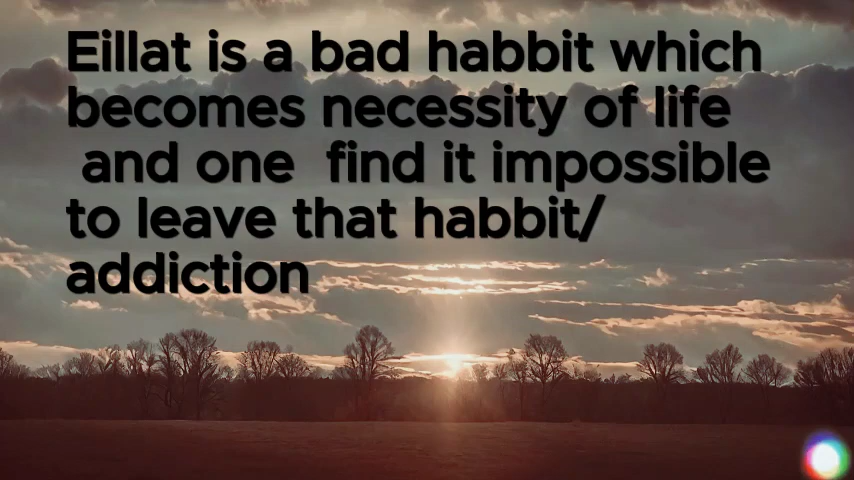 Eillat is a bad habbit which
becomes necessity of life
and one find it impossible
to leave that habbit/
addiction